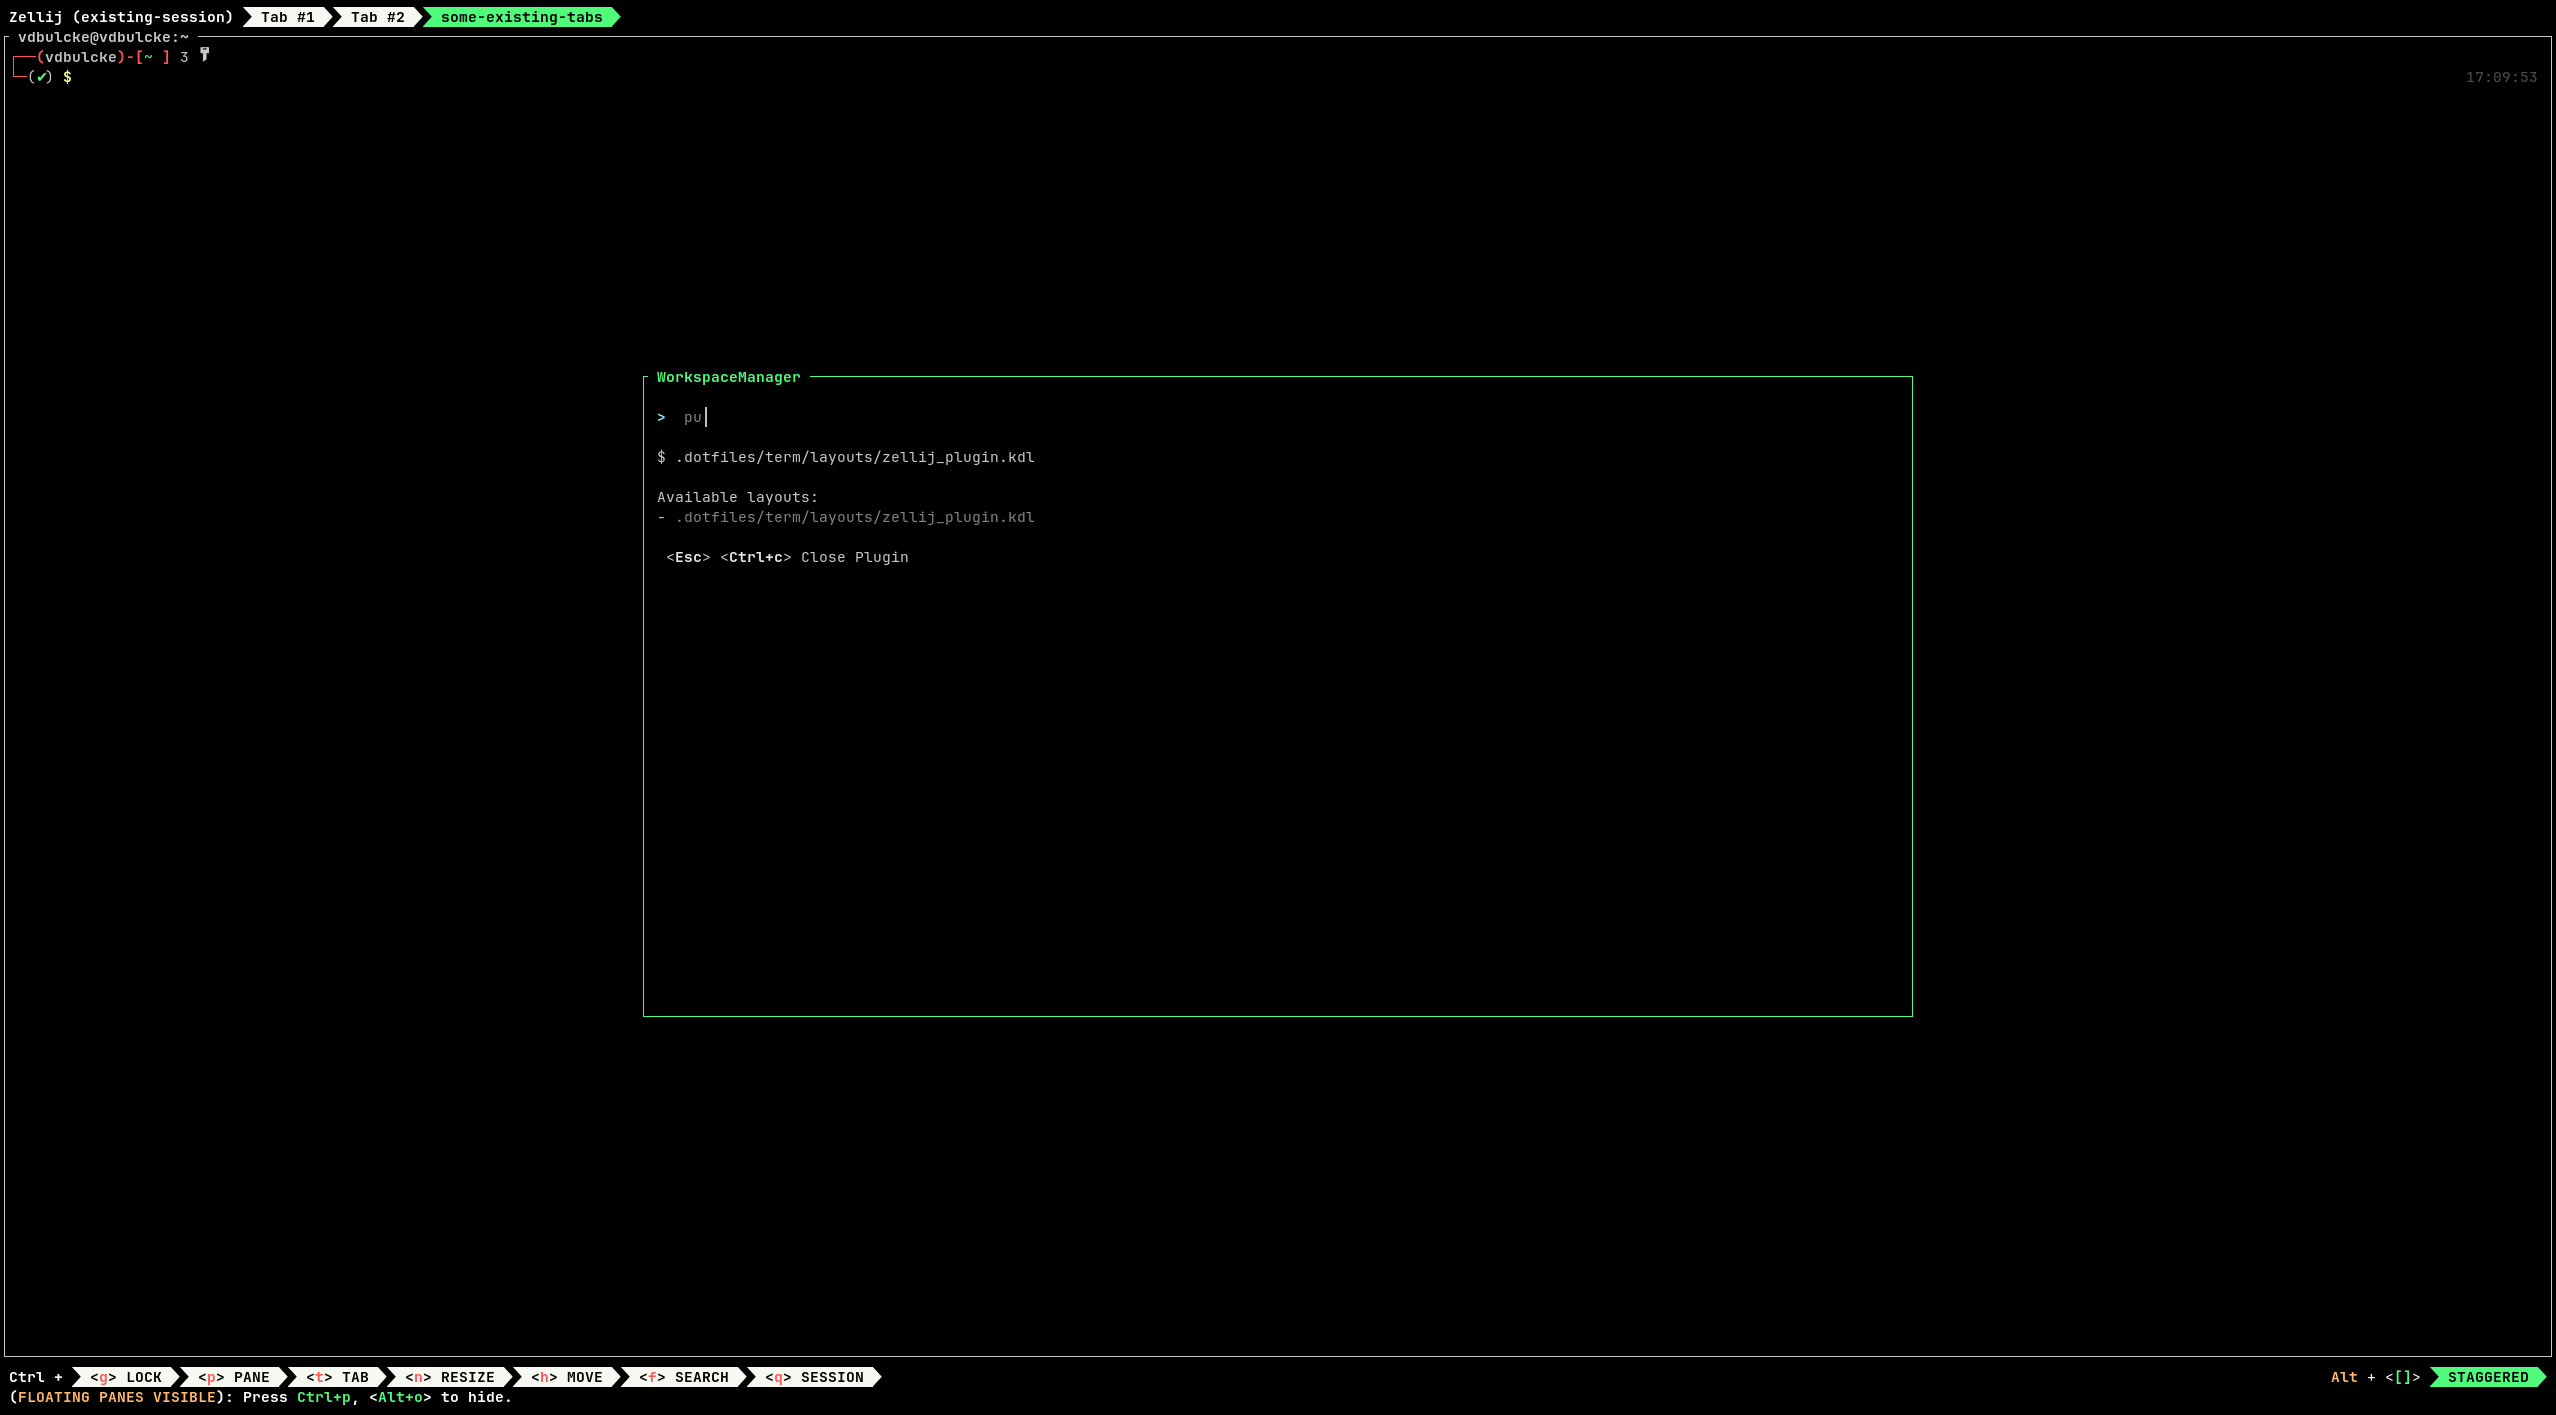 Zellij (existing-session) Tab #1 Tab #2 some-existing-tabs
vdbulcke@vdbulcke:~
(vdbulcke)-[~ ] 3
(✔) $ 17:09:53
WorkspaceManager
> pu
$ .dotfiles/term/layouts/zellij_plugin.kdl
Available layouts:
- .dotfiles/term/layouts/zellij_plugin.kdl
<Esc> <Ctrl+c> Close Plugin
Ctrl + <g> LOCK <p> PANE <t> TAB <n> RESIZE <h> MOVE <f> SEARCH <q> SESSION Alt + <[]> STAGGERED
(FLOATING PANES VISIBLE): Press Ctrl+p, <Alt+o> to hide.